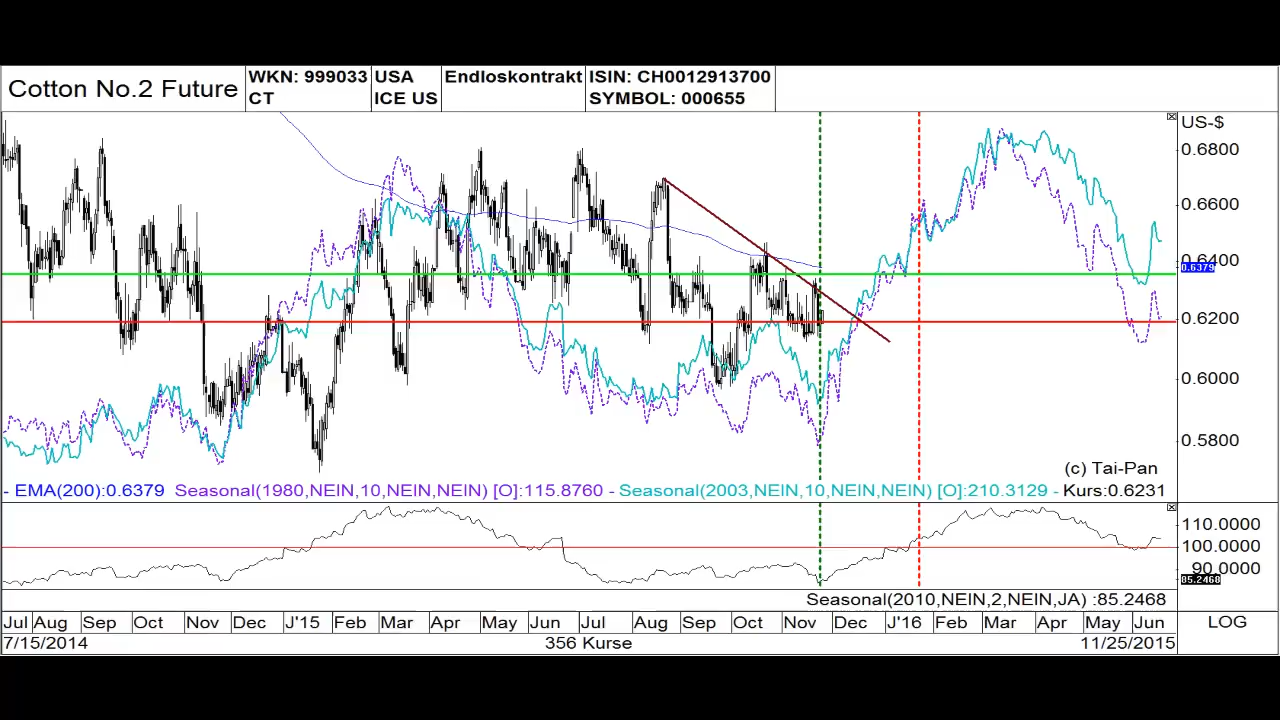 Cotton No.2 Future
WKN: 999033
CT
USA
ICE US
Endloskontrakt
ISIN: CH0012913700
SYMBOL: 000655
US-$
0.6800
0.6600
0.6400
0.6379
0.6200
0.6000
0.5800
(c) Tai-Pan
- EMA(200):0.6379 Seasonal(1980,NEIN,10,NEIN,NEIN) [O]:115.8760 - Seasonal(2003,NEIN,10,NEIN,NEIN) [O]:210.3129 - Kurs:0.6231
110.0000
100.0000
90.0000
85.2468
Seasonal(2010,NEIN,2,NEIN,JA) :85.2468
Jul Aug Sep Oct Nov Dec J'15 Feb Mar Apr May Jun Jul Aug Sep Oct Nov Dec J'16 Feb Mar Apr May Jun LOG
7/15/2014 356 Kurse 11/25/2015